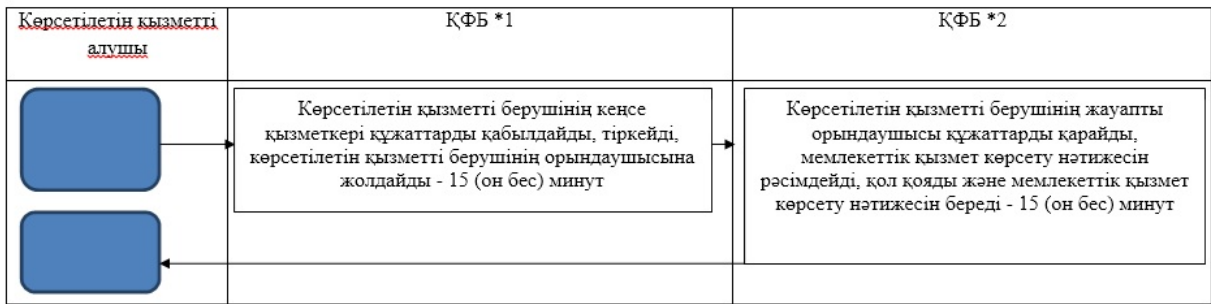 Көрсетілетін қызметті
алушы
ҚФБ *1
ҚФБ *2
Көрсетілетін қызметті берушінің кеңсе
қызметкері құжаттарды қабылдайды, тіркейді,
көрсетілетін қызметті берушінің орындаушысына
жолдайды - 15 (он бес) минут
Көрсетілетін қызметті берушінің жауапты
орындаушысы құжаттарды қарайды,
мемлекеттік қызмет көрсету нәтижесін
рәсімдейді, қол қояды және мемлекеттік қызмет
көрсету нәтижесін береді - 15 (он бес) минут